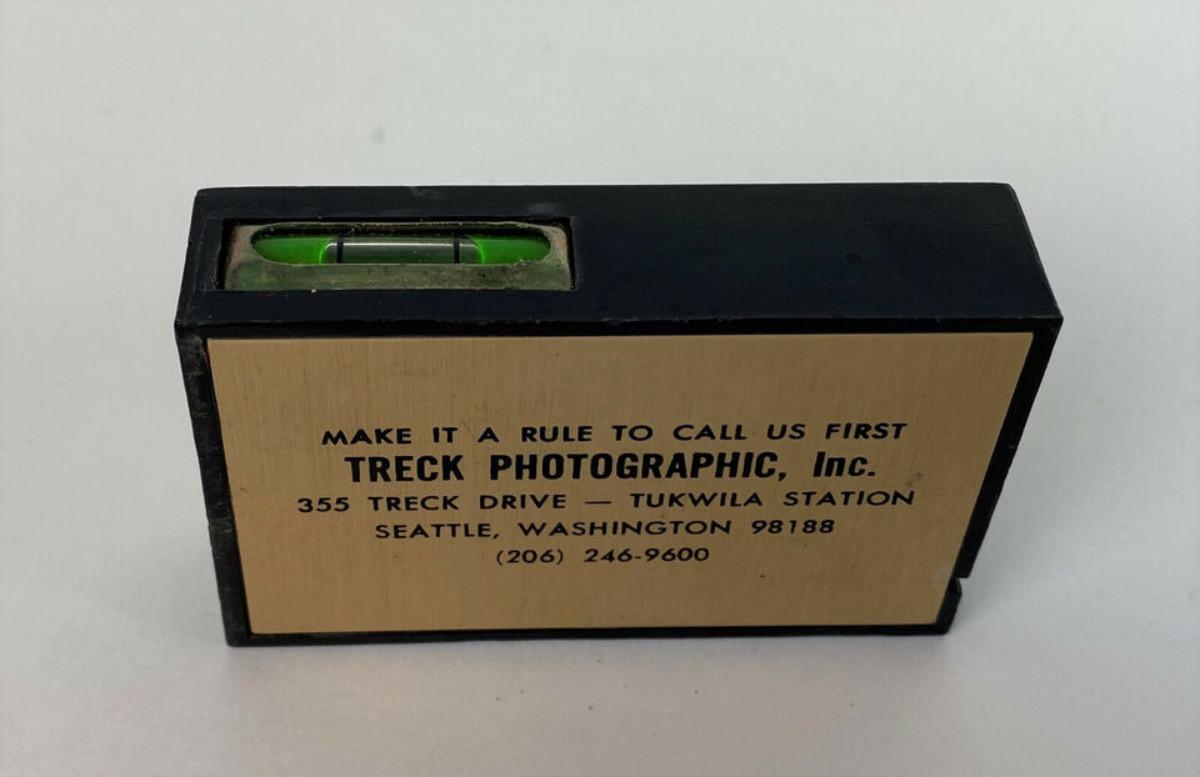 MAKE IT A RULE TO CALL US FIRST
TRECK PHOTOGRAPHIC, Inc.
355 TRECK DRIVE — TUKWILA STATION
SEATTLE, WASHINGTON 98188
(206) 246-9600